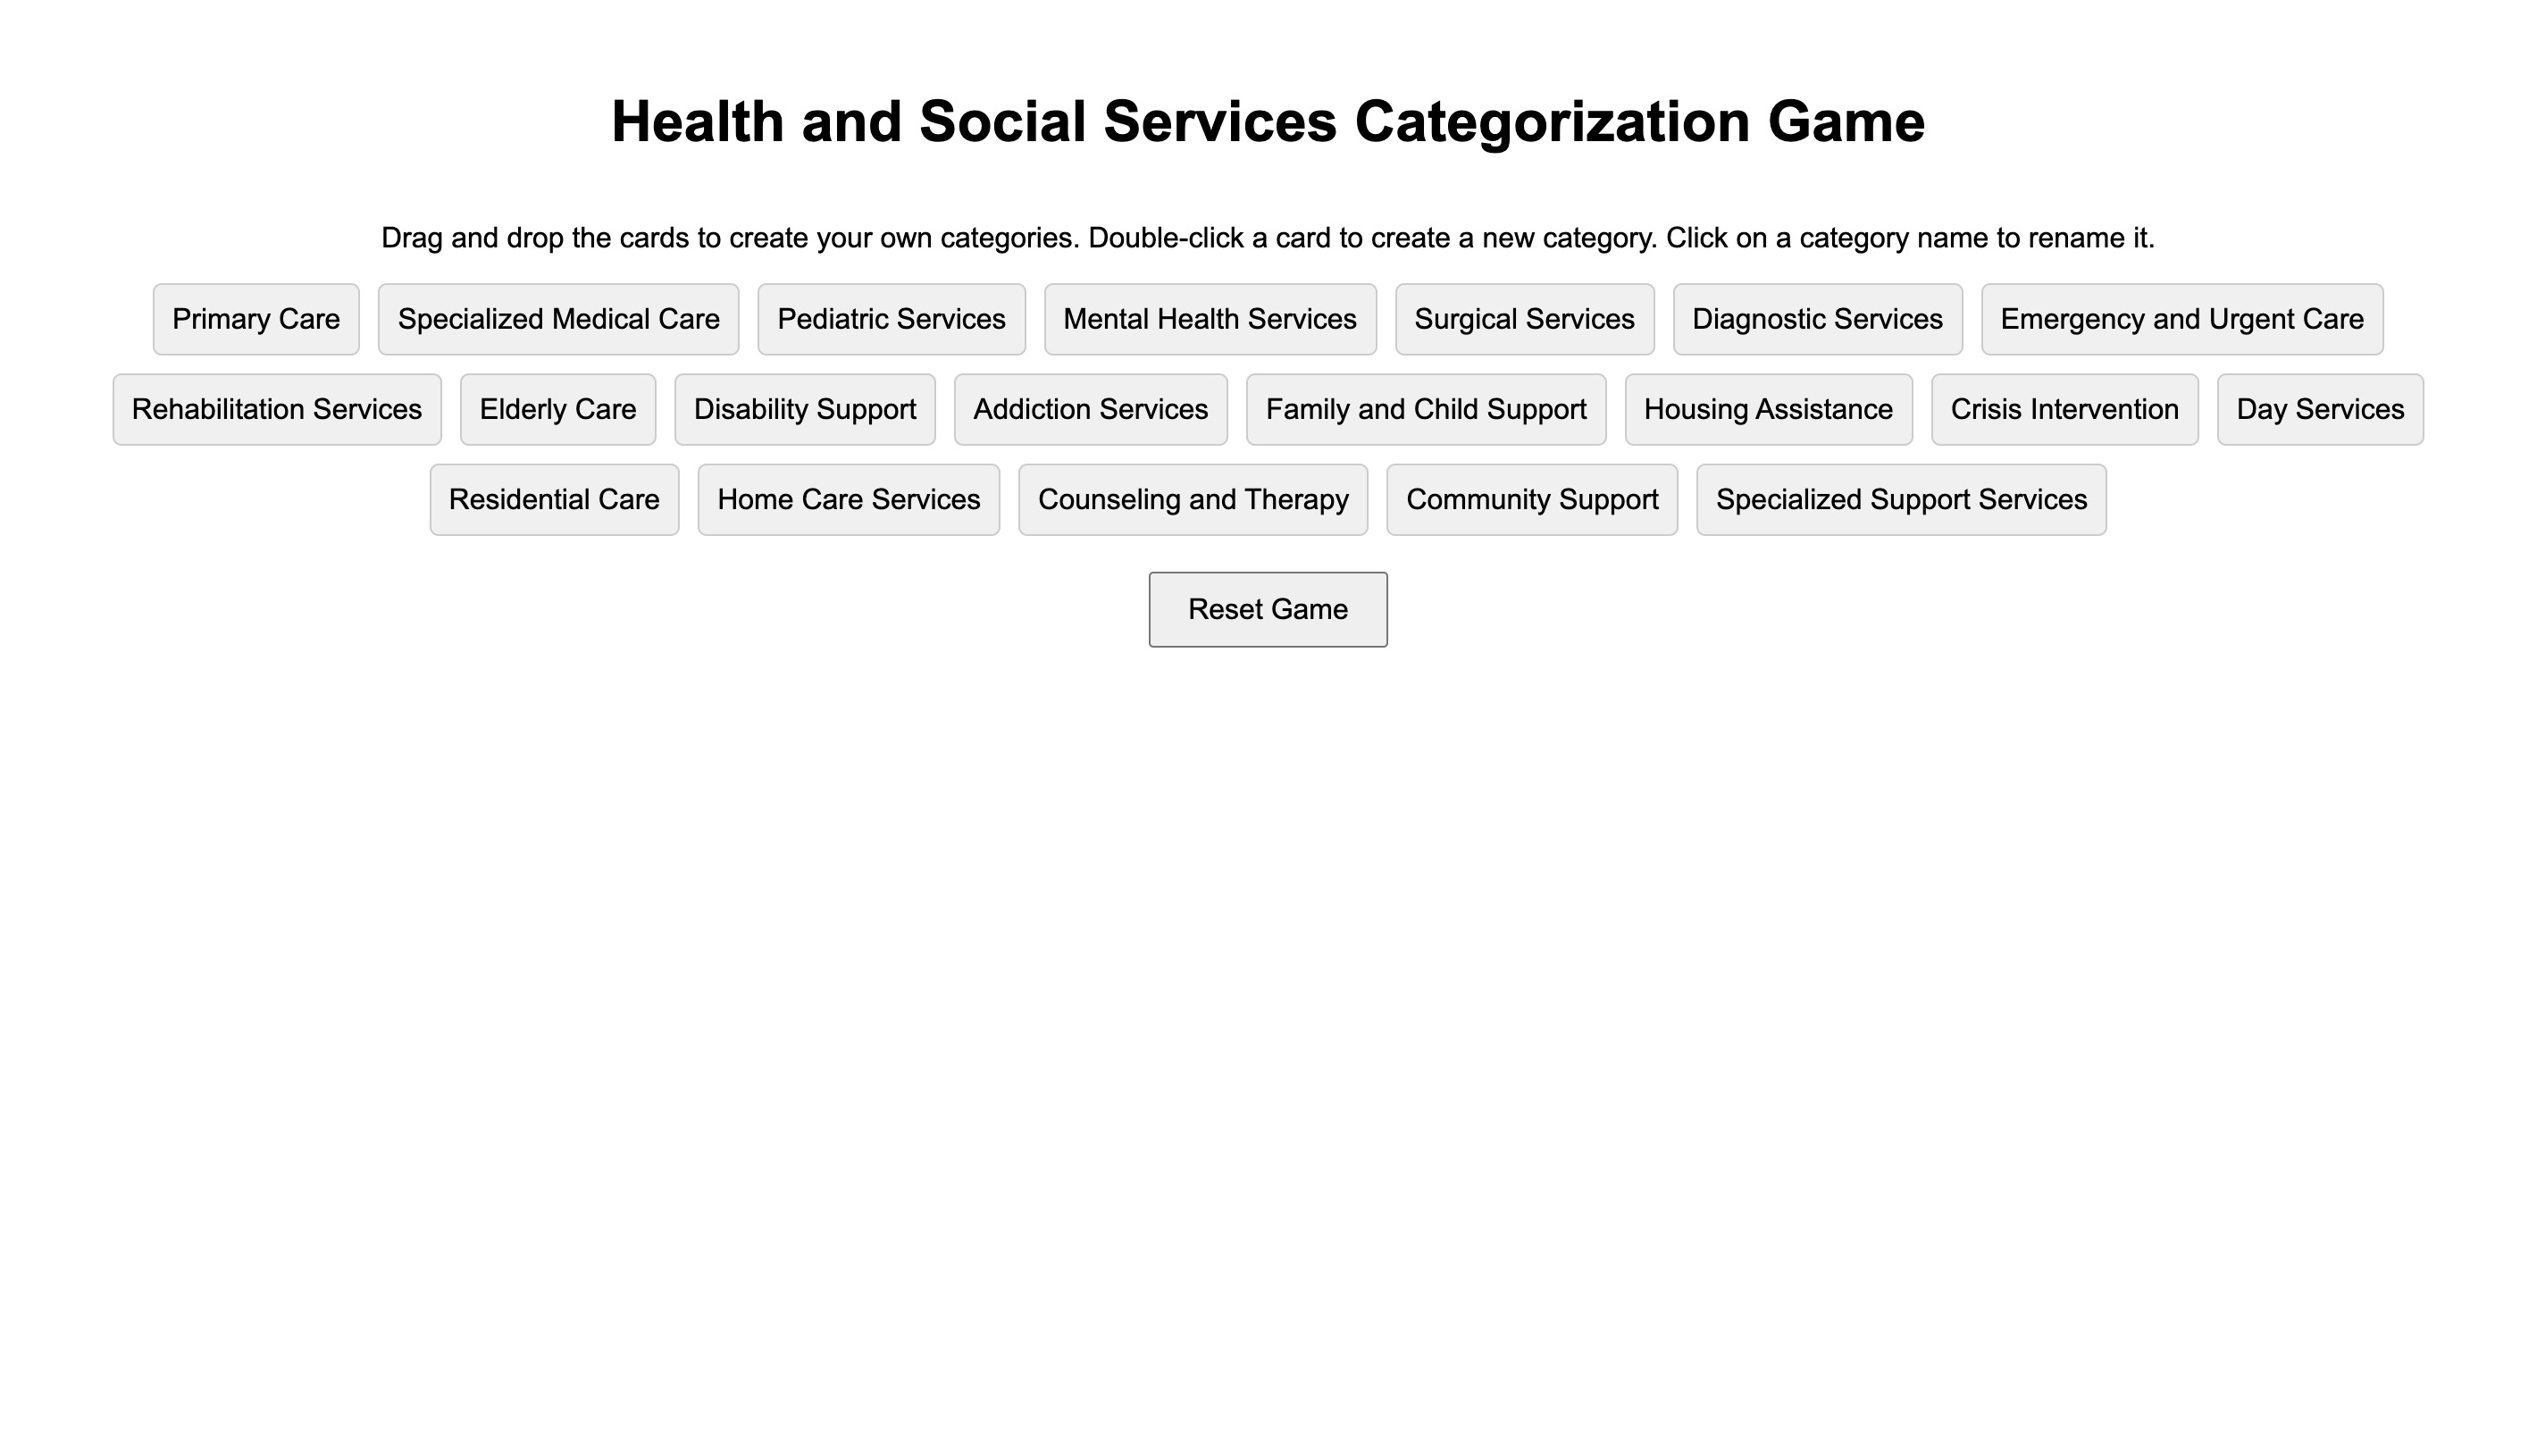 Health and Social Services Categorization Game
Drag and drop the cards to create your own categories. Double-click a card to create a new category. Click on a category name to rename it.
Primary Care Specialized Medical Care Pediatric Services Mental Health Services Surgical Services Diagnostic Services Emergency and Urgent Care
Rehabilitation Services Elderly Care Disability Support Addiction Services Family and Child Support Housing Assistance Crisis Intervention Day Services
Residential Care Home Care Services Counseling and Therapy Community Support Specialized Support Services
Reset Game